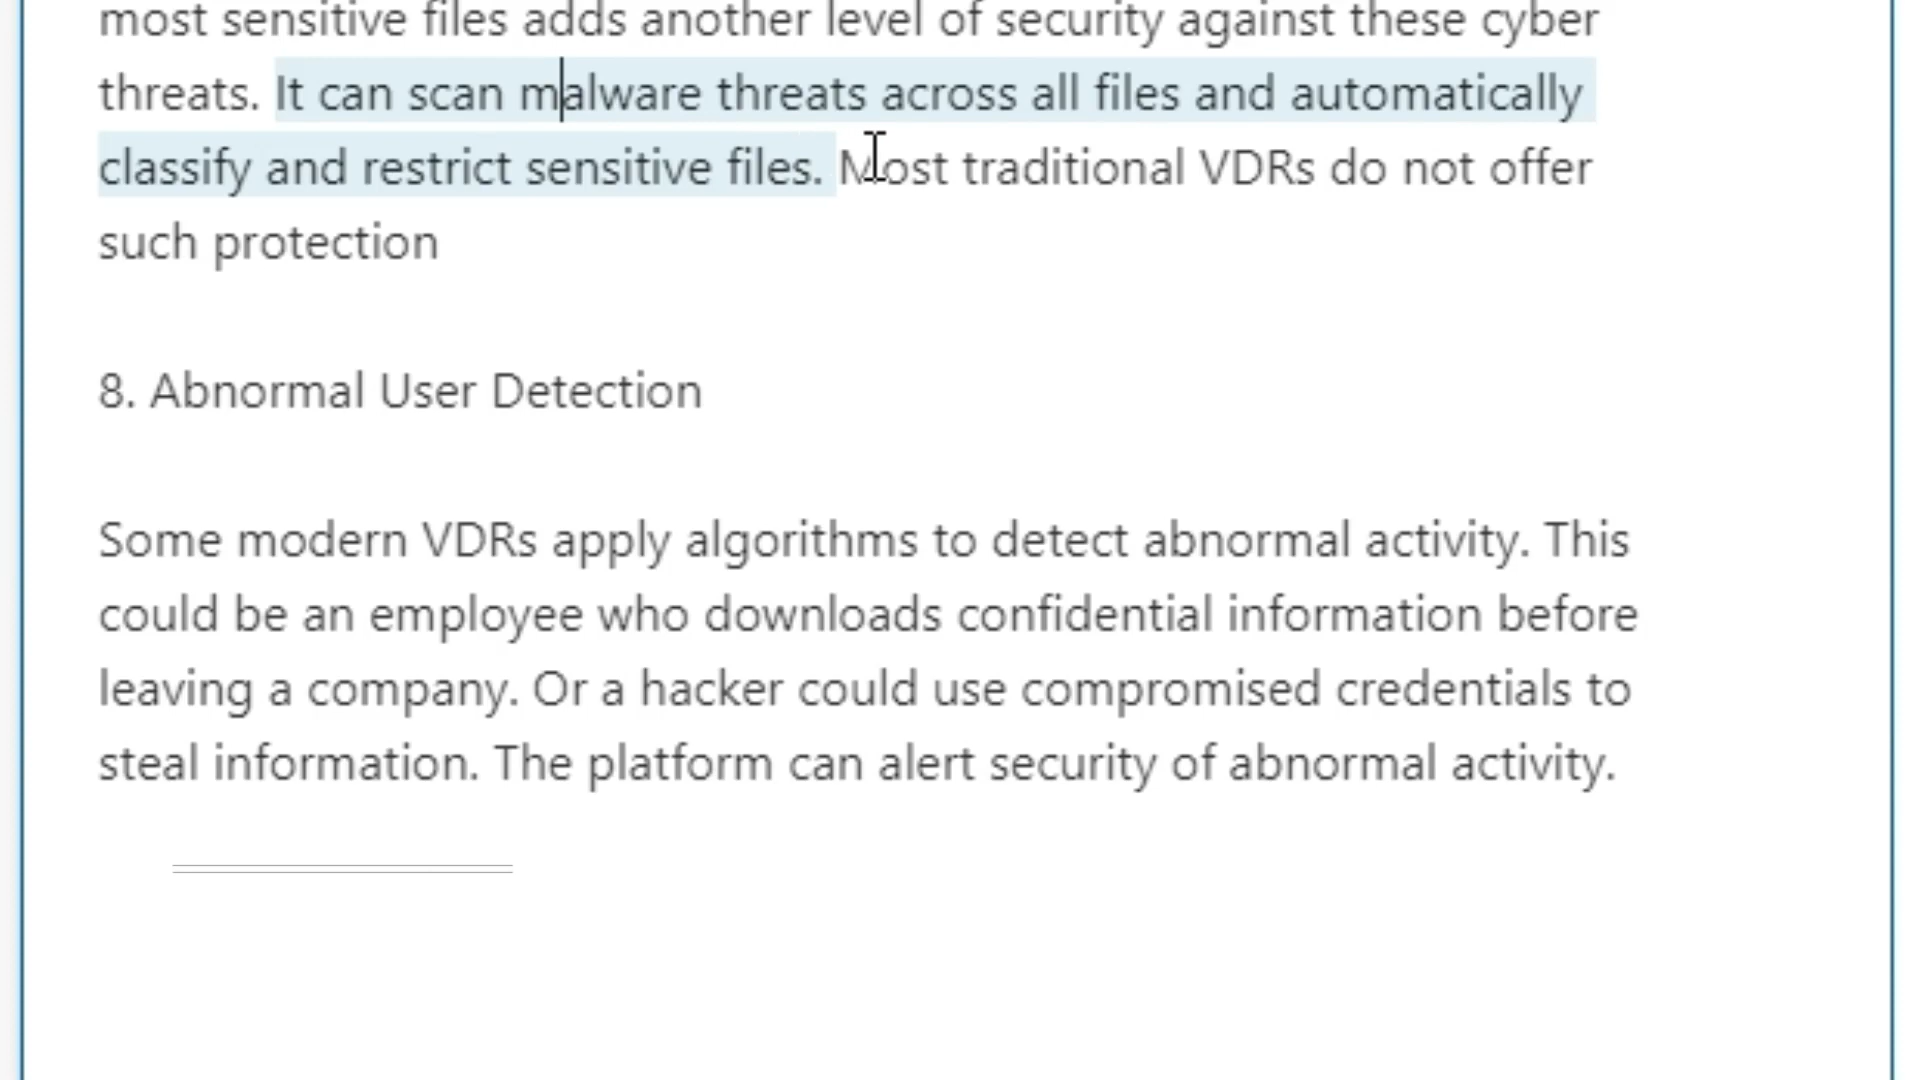 most sensitive files adds another level of security against these cyber
threats. It can scan malware threats across all files and automatically
classify and restrict sensitive files. Most traditional VDRs do not offer
such protection
8. Abnormal User Detection
Some modern VDRs apply algorithms to detect abnormal activity. This
could be an employee who downloads confidential information before
leaving a company. Or a hacker could use compromised credentials to
steal information. The platform can alert security of abnormal activity.